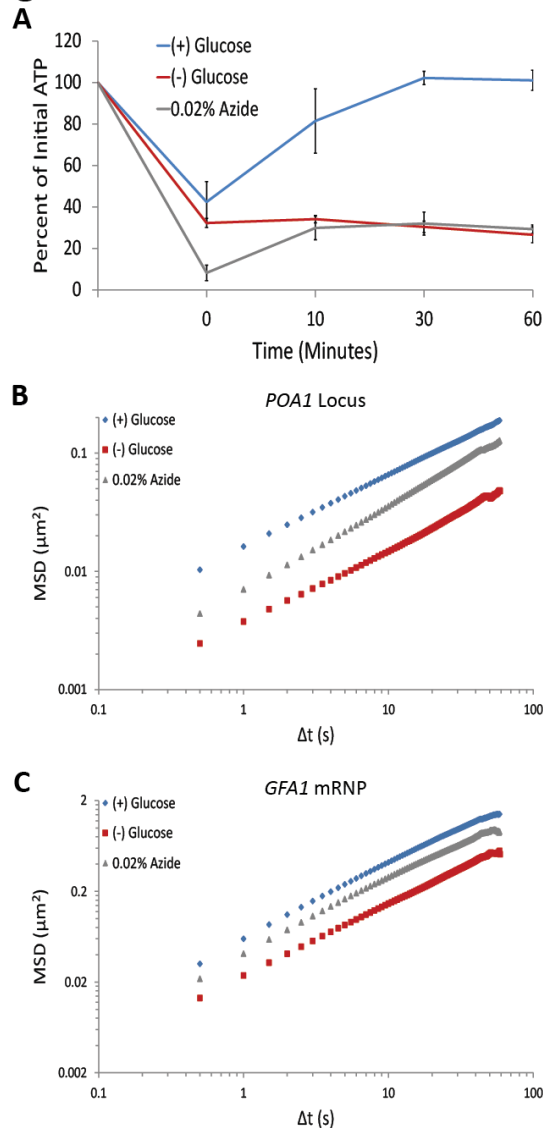 A
120
100
80
60
40
20
0
Percent of Initial ATP
(+) Glucose
(-) Glucose
0.02% Azide
0 10 30 60
Time (Minutes)
B
POA1 Locus
(+) Glucose
(-) Glucose
0.02% Azide
0.1
0.01
0.001
MSD (µm²)
0.1 1 10 100
Δt (s)
C
GFA1 mRNP
(+) Glucose
(-) Glucose
0.02% Azide
2
0.2
0.02
0.002
MSD (µm²)
0.1 1 10 100
Δt (s)